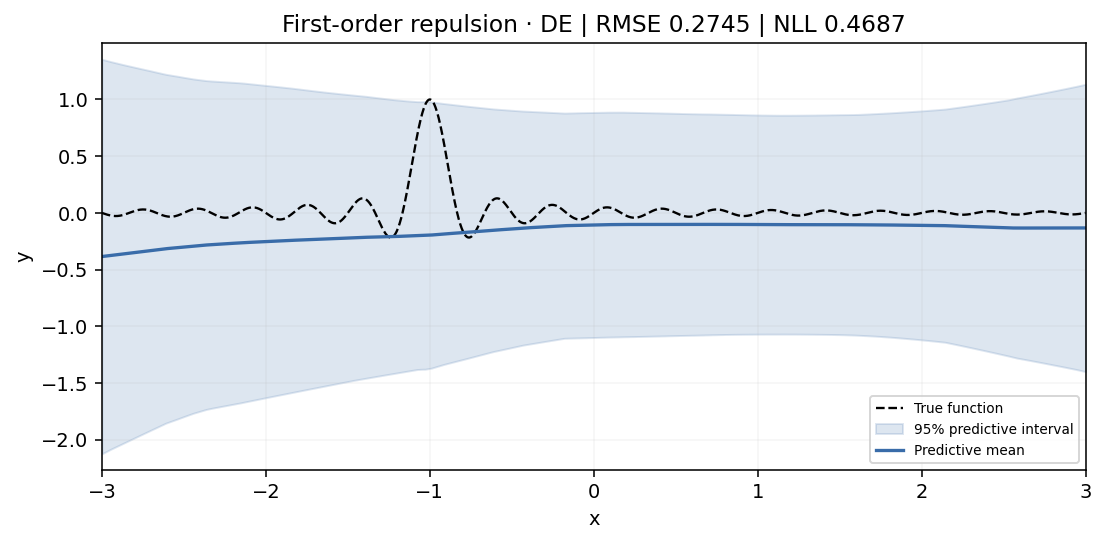 First-order repulsion · DE | RMSE 0.2745 | NLL 0.4687
y
1.0
0.5
0.0
−0.5
−1.0
−1.5
−2.0
True function
95% predictive interval
Predictive mean
−3
−2
−1
0
1
2
3
x